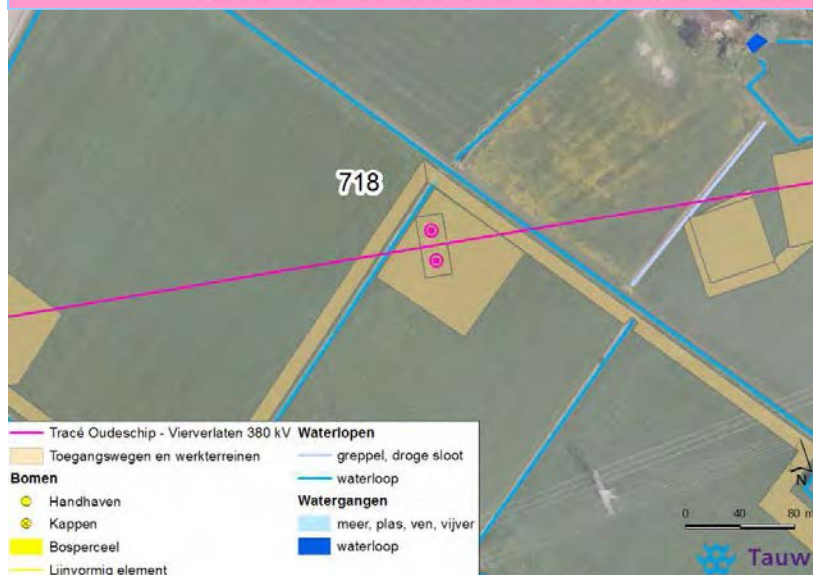 718
Tracé Oudeschip - Vierverlaten 380 kV
Toegangswegen en werkterreinen
Bomen
Handhaven
Kappen
Bosperceel
Lijnvormig element
Waterlopen
greppel, droge sloot
waterloop
Watergangen
meer, plas, ven, vijver
waterloop
N
0 40 80 m
Tauw